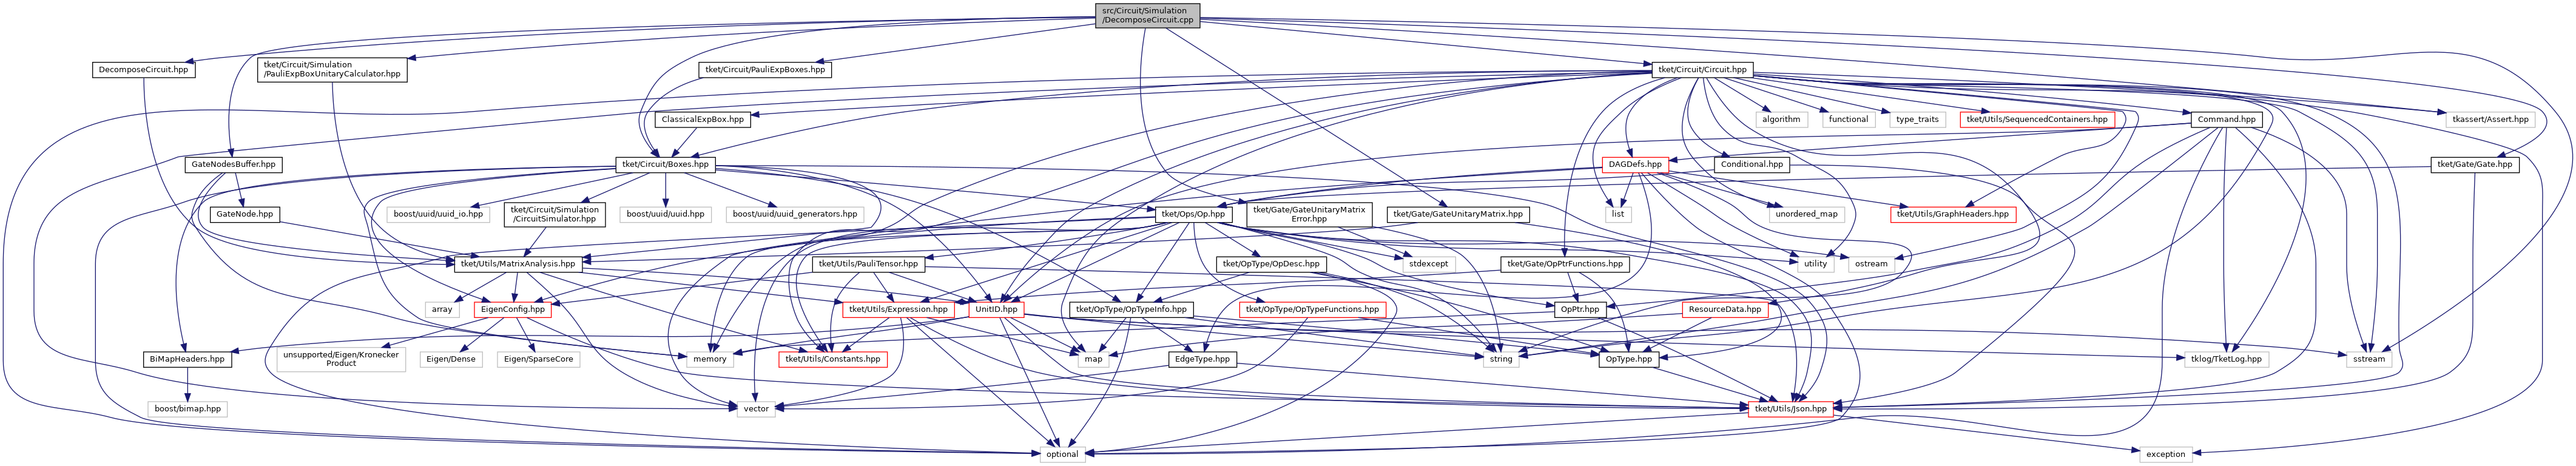 src/Circuit/Simulation
/DecomposeCircuit.cpp
DecomposeCircuit.hpp
tket/Circuit/Simulation
/PauliExpBoxUnitaryCalculator.hpp
tket/Circuit/PauliExpBoxes.hpp
tket/Circuit/Circuit.hpp
ClassicalExpBox.hpp
algorithm
functional
type_traits
tket/Utils/SequencedContainers.hpp
Command.hpp
tkassert/Assert.hpp
GateNodesBuffer.hpp
tket/Circuit/Boxes.hpp
DAGDefs.hpp
Conditional.hpp
tket/Gate/Gate.hpp
GateNode.hpp
boost/uuid/uuid_io.hpp
tket/Circuit/Simulation
/CircuitSimulator.hpp
boost/uuid/uuid.hpp
boost/uuid/uuid_generators.hpp
tket/Ops/Op.hpp
tket/Gate/GateUnitaryMatrix
Error.hpp
tket/Gate/GateUnitaryMatrix.hpp
list
unordered_map
tket/Utils/GraphHeaders.hpp
tket/Utils/MatrixAnalysis.hpp
tket/Utils/PauliTensor.hpp
tket/OpType/OpDesc.hpp
stdexcept
tket/Gate/OpPtrFunctions.hpp
utility
ostream
array
EigenConfig.hpp
tket/Utils/Expression.hpp
UnitID.hpp
tket/OpType/OpTypeInfo.hpp
tket/OpType/OpTypeFunctions.hpp
OpPtr.hpp
ResourceData.hpp
BiMapHeaders.hpp
unsupported/Eigen/Kronecker
Product
Eigen/Dense
Eigen/SparseCore
memory
tket/Utils/Constants.hpp
map
EdgeType.hpp
string
OpType.hpp
tklog/TketLog.hpp
sstream
boost/bimap.hpp
vector
tket/Utils/Json.hpp
optional
exception